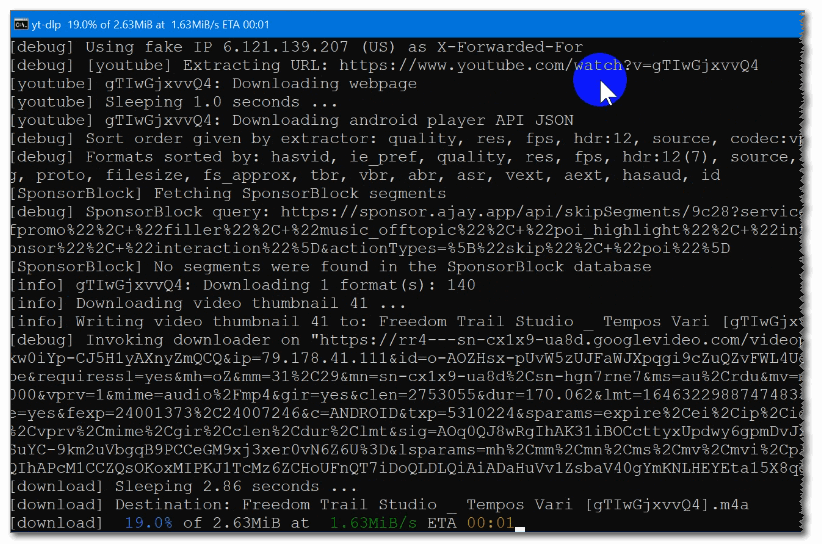 yt-dlp 19.0% of 2.63MiB at 1.63MiB/s ETA 00:01
[debug] Using fake IP 6.121.139.207 (US) as X-Forwarded-For
[debug] [youtube] Extracting URL: https://www.youtube.com/watch?v=gTIwGjxvvQ4
[youtube] gTIwGjxvvQ4: Downloading webpage
[youtube] Sleeping 1.0 seconds ...
[youtube] gTIwGjxvvQ4: Downloading android player API JSON
[debug] Sort order given by extractor: quality, res, fps, hdr:12, source, codec:vp
[debug] Formats sorted by: hasvid, ie_pref, quality, res, fps, hdr:12(7), source,
g, proto, filesize, fs_approx, tbr, vbr, abr, asr, vext, aext, hasaud, id
[SponsorBlock] Fetching SponsorBlock segments
[debug] SponsorBlock query: https://sponsor.ajay.app/api/skipSegments/9c28?service
fpromo%22%2C+%22filler%22%2C+%22music_offtopic%22%2C+%22poi_highlight%22%2C+%22in
onsor%22%2C+%22interaction%22%5D&actionTypes=%5B%22skip%22%2C+%22poi%22%5D
[SponsorBlock] No segments were found in the SponsorBlock database
[info] gTIwGjxvvQ4: Downloading 1 format(s): 140
[info] Downloading video thumbnail 41 ...
[info] Writing video thumbnail 41 to: Freedom Trail Studio _ Tempos Vari [gTIwGjxv
[debug] Invoking downloader on "https://rr4---sn-cx1x9-ua8d.googlevideo.com/videop
kw0iYp-CJ5H1yAXnyZmQCQ&ip=79.178.41.111&id=o-AOZHsx-pUvW5zUJFaWJXpqgi9cZuQZvFWL4U
pe&requiressl=yes&mh=oZ&mm=31%2C29&mn=sn-cx1x9-ua8d%2Csn-hgn7rne7&ms=au%2Crdu&mv=m
000&vprv=1&mime=audio%2Fmp4&gir=yes&clen=2753055&dur=170.062&lmt=1646322988747483
e=yes&fexp=24001373%2C24007246&c=ANDROID&txp=5310224&sparams=expire%2Cei%2Cip%2Ci
%2Cvprv%2Cmime%2Cgir%2Cclen%2Cdur%2Clmt&sig=AOq0QJ8wRgIhAK31iBOCcttyxUpdwy6gpmDvJ
SuYC-9km2uVbgqB9PCCeGM9xj3xer0vN6Z6U%3D&lsparams=mh%2Cmm%2Cmn%2Cms%2Cmv%2Cmvi%2Cp
QIhAPcM1CCZQsOKoxMIPKJ1TcMz6ZCHoUFnQT7iDoQLDLQiAiADaHuVv1ZsbaV40gYmKNLHEYEta15X8q
[download] Sleeping 2.86 seconds ...
[download] Destination: Freedom Trail Studio _ Tempos Vari [gTIwGjxvvQ4].m4a
[download] 19.0% of 2.63MiB at 1.63MiB/s ETA 00:01